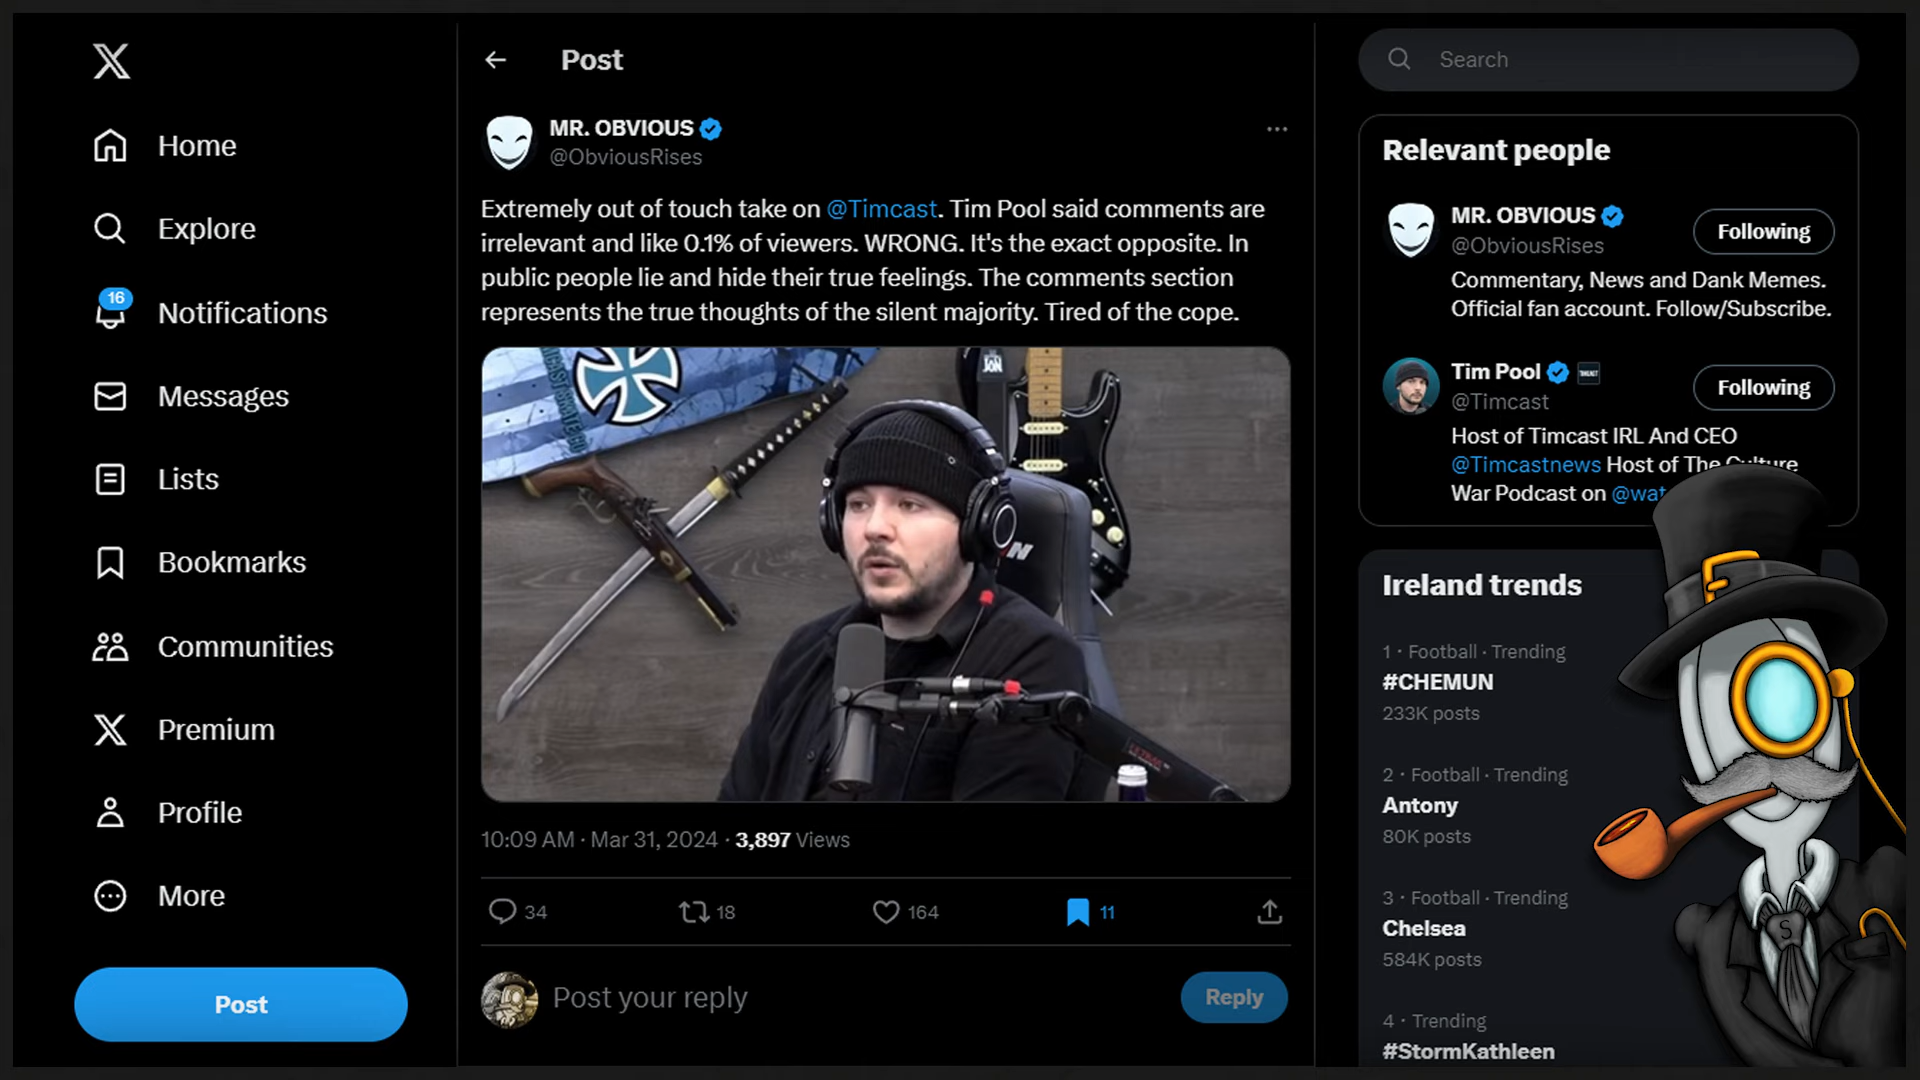 Home
Explore
16
Notifications
Messages
Lists
Bookmarks
Communities
Premium
Profile
More
Post
Post
MR. OBVIOUS
@ObviousRises
Extremely out of touch take on @Timcast. Tim Pool said comments are
irrelevant and like 0.1% of viewers. WRONG. It's the exact opposite. In
public people lie and hide their true feelings. The comments section
represents the true thoughts of the silent majority. Tired of the cope.
JON
10:09 AM · Mar 31, 2024 · 3,897 Views
34
18
164
11
Post your reply
Reply
Search
Relevant people
MR. OBVIOUS
@ObviousRises
Following
Commentary, News and Dank Memes.
Official fan account. Follow/Subscribe.
Tim Pool
@Timcast
Following
Host of Timcast IRL And CEO
@Timcastnews Host of The Culture
War Podcast on @wat
Ireland trends
1 · Football · Trending
#CHEMUN
233K posts
2 · Football · Trending
Antony
80K posts
3 · Football · Trending
Chelsea
584K posts
4 · Trending
#StormKathleen
S